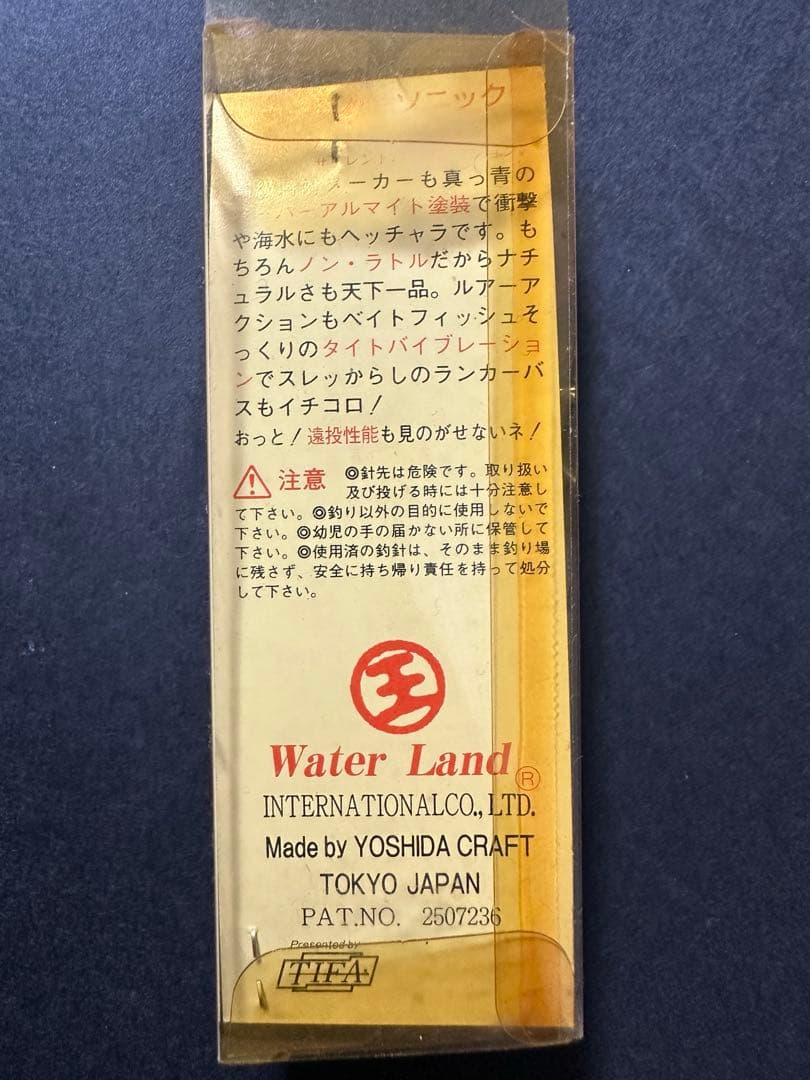 ソニック
メーカーも真っ青の
アルマイト塗装で衝撃
や海水にもヘッチャラです。も
ちろんノン・ラトルだからナチ
ュラルさも天下一品。ルアーア
クションもベイトフィッシュそ
っくりのタイトバイブレーショ
ンでスレッからしのランカーバ
スもイチコロ！
おっと！遠投性能も見のがせないネ！
注意 ◎針先は危険です。取り扱い
及び投げる時には十分注意し
て下さい。◎釣り以外の目的に使用しないで
下さい。◎幼児の手の届かない所に保管して
下さい。◎使用済の釣針は、そのまま釣り場
に残さず、安全に持ち帰り責任を持って処分
して下さい。
Water Land®
INTERNATIONALCO.,LTD.
Made by YOSHIDA CRAFT
TOKYO JAPAN
PAT.NO. 2507236
Presented by
TIFA